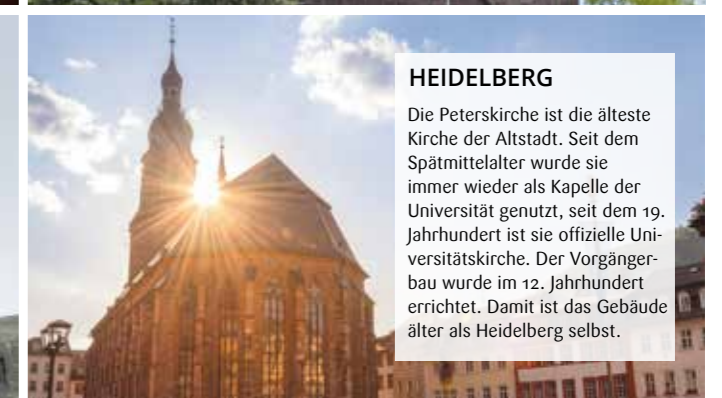 HEIDELBERG
Die Peterskirche ist die älteste
Kirche der Altstadt. Seit dem
Spätmittelalter wurde sie
immer wieder als Kapelle der
Universität genutzt, seit dem 19.
Jahrhundert ist sie offizielle Uni-
versitätskirche. Der Vorgänger-
bau wurde im 12. Jahrhundert
errichtet. Damit ist das Gebäude
älter als Heidelberg selbst.